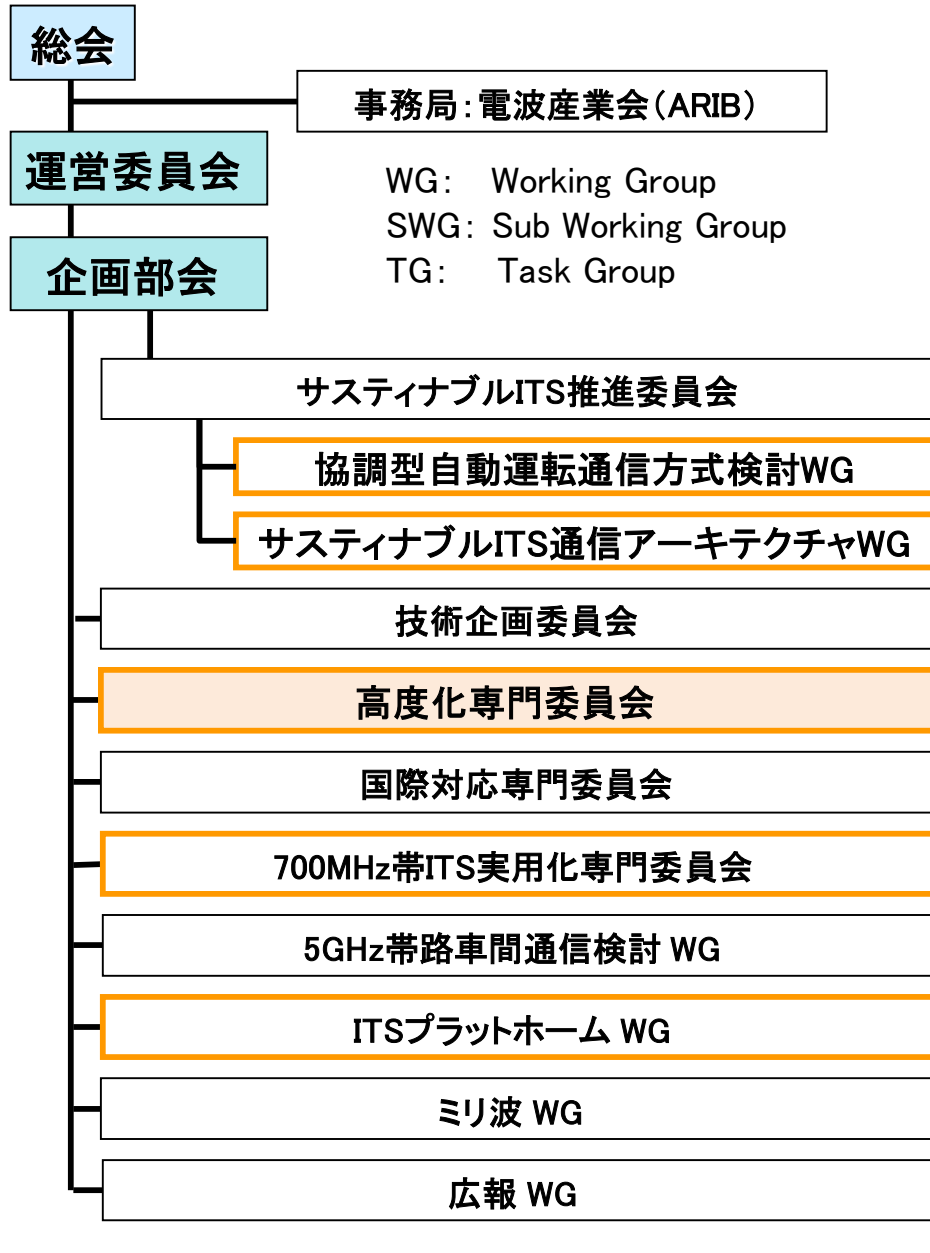 総会
事務局：電波産業会（ARIB）
運営委員会
WG： Working Group
SWG： Sub Working Group
TG： Task Group
企画部会
サスティナブルITS推進委員会
協調型自動運転通信方式検討WG
サスティナブルITS通信アーキテクチャWG
技術企画委員会
高度化専門委員会
国際対応専門委員会
700MHz帯ITS実用化専門委員会
5GHz帯路車間通信検討 WG
ITSプラットホーム WG
ミリ波 WG
広報 WG